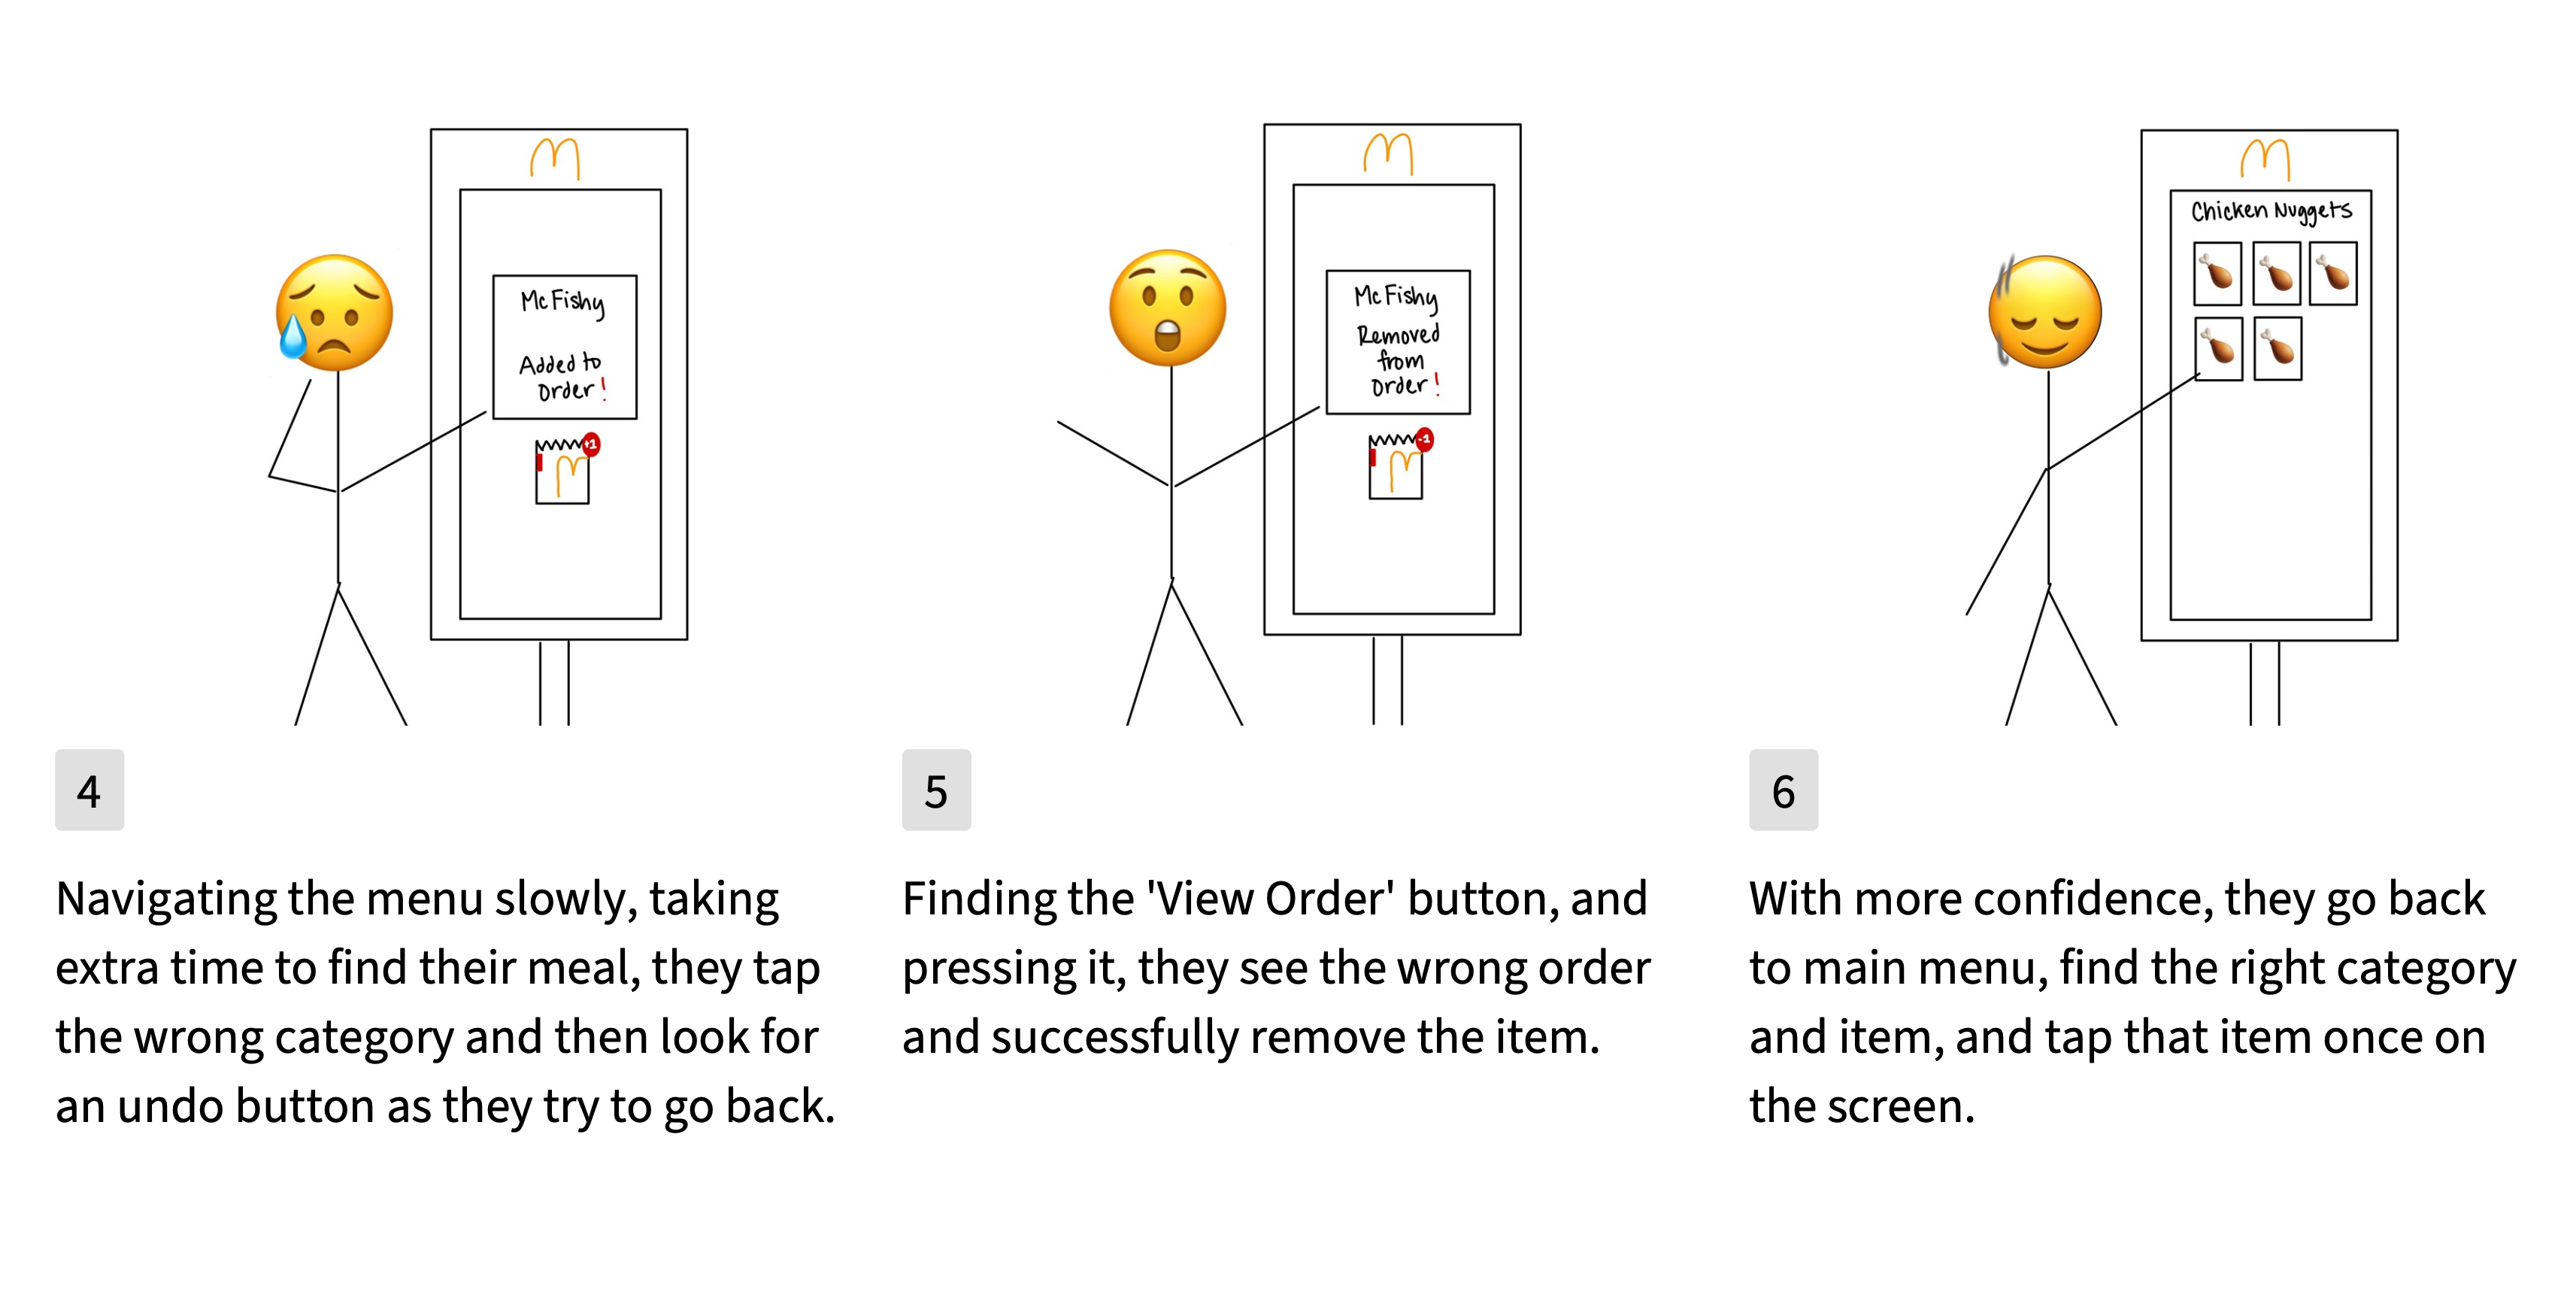 McFishy
Added to
Order!
+1
McFishy
Removed
from
Order!
-1
Chicken Nuggets
4
Navigating the menu slowly, taking
extra time to find their meal, they tap
the wrong category and then look for
an undo button as they try to go back.
5
Finding the 'View Order' button, and
pressing it, they see the wrong order
and successfully remove the item.
6
With more confidence, they go back
to main menu, find the right category
and item, and tap that item once on
the screen.